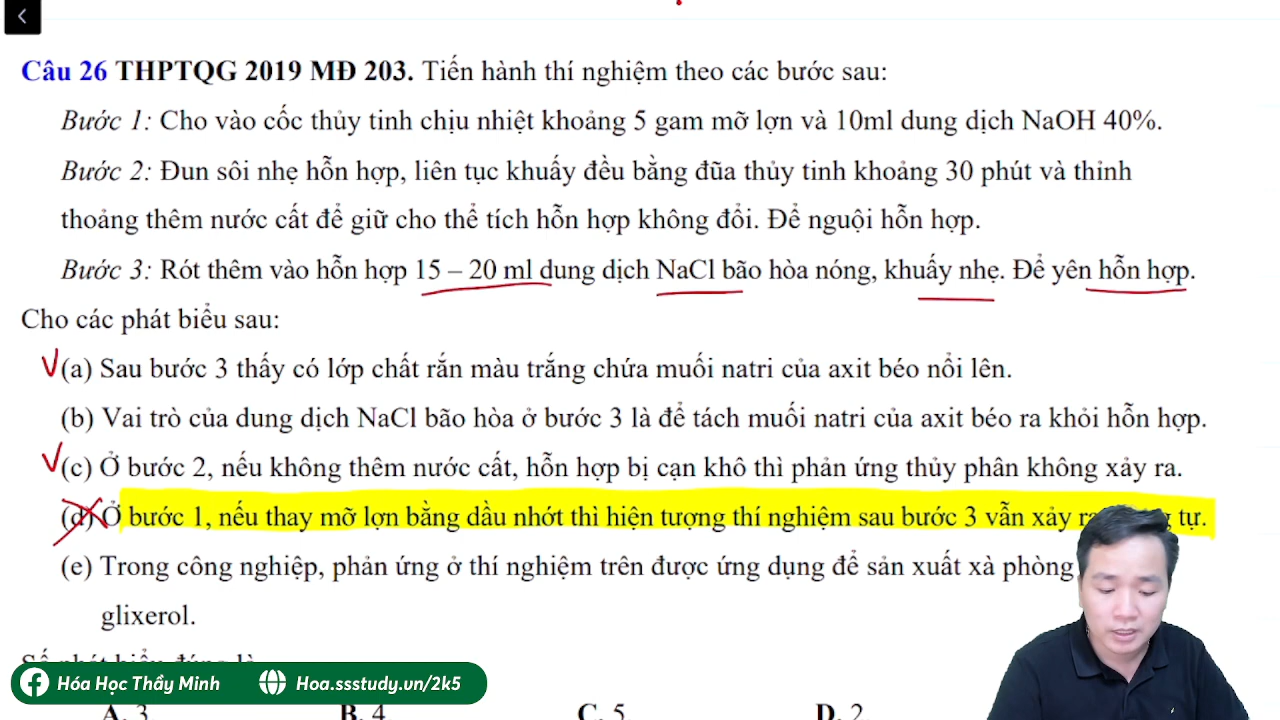 Câu 26 THPTQG 2019 MĐ 203. Tiến hành thí nghiệm theo các bước sau:
Bước 1: Cho vào cốc thủy tinh chịu nhiệt khoảng 5 gam mỡ lợn và 10ml dung dịch NaOH 40%.
Bước 2: Đun sôi nhẹ hỗn hợp, liên tục khuấy đều bằng đũa thủy tinh khoảng 30 phút và thỉnh
thoảng thêm nước cất để giữ cho thể tích hỗn hợp không đổi. Để nguội hỗn hợp.
Bước 3: Rót thêm vào hỗn hợp 15 – 20 ml dung dịch NaCl bão hòa nóng, khuấy nhẹ. Để yên hỗn hợp.
Cho các phát biểu sau:
(a) Sau bước 3 thấy có lớp chất rắn màu trắng chứa muối natri của axit béo nổi lên.
(b) Vai trò của dung dịch NaCl bão hòa ở bước 3 là để tách muối natri của axit béo ra khỏi hỗn hợp.
(c) Ở bước 2, nếu không thêm nước cất, hỗn hợp bị cạn khô thì phản ứng thủy phân không xảy ra.
(d) Ở bước 1, nếu thay mỡ lợn bằng dầu nhớt thì hiện tượng thí nghiệm sau bước 3 vẫn xảy tự.
(e) Trong công nghiệp, phản ứng ở thí nghiệm trên được ứng dụng để sản xuất xà phòng
glixerol.
Số phát biểu đúng là
Hóa Học Thầy Minh Hoa.ssstudy.vn/2k5
A. 3 B. 4 C. 5 D. 2